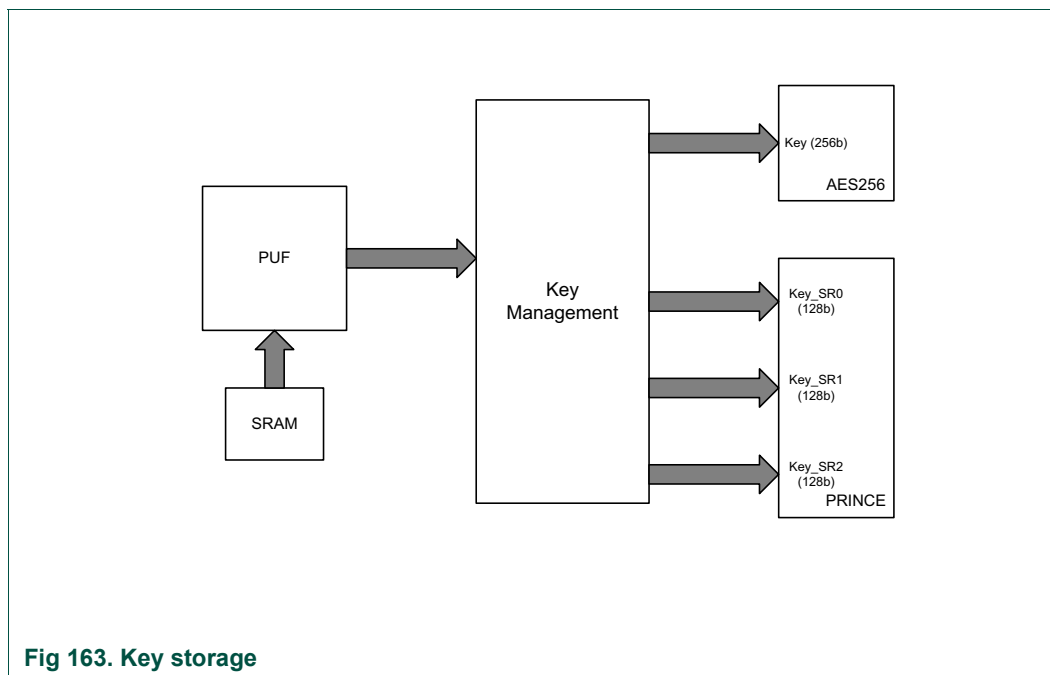 Key (256b)
AES256
PUF
Key
Management
Key_SR0
(128b)
Key_SR1
(128b)
SRAM
Key_SR2
(128b)
PRINCE
Fig 163. Key storage